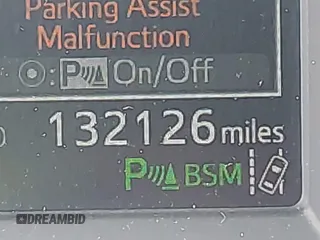 Parking Assist
Malfunction
: P On/Off
132126 miles
P BSM
DREAMBID